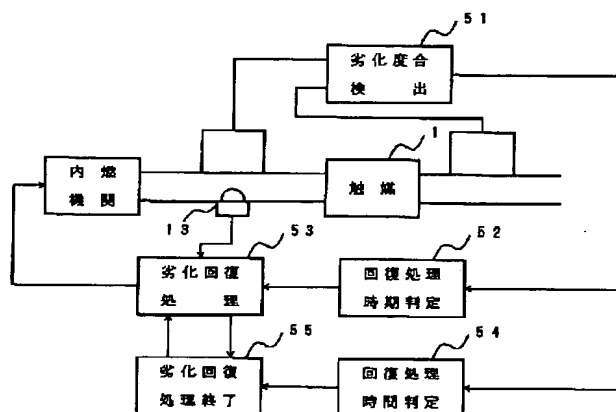 51
劣化度合
検出
内燃
機関
1
触媒
13
53
劣化回復
処理
52
回復処理
時期判定
55
劣化回復
処理終了
54
回復処理
時間判定